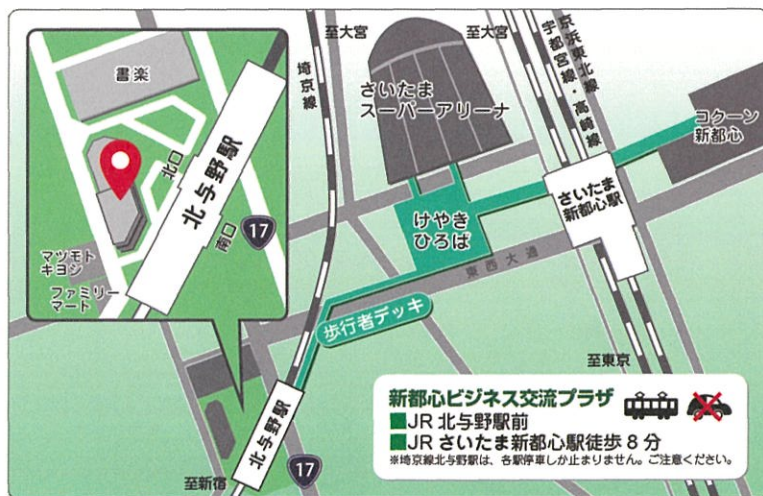 書楽
北口
北与野駅
南口
17
マツモト
キヨシ
ファミリー
マート
至大宮
埼京線
さいたま
スーパーアリーナ
至大宮
京浜東北線
宇都宮線・高崎線
コクーン
新都心
さいたま
新都心駅
けやき
ひろば
東西大通
歩行者デッキ
至東京
北与野駅
17
至新宿
新都心ビジネス交流プラザ
■JR 北与野駅前
■JR さいたま新都心駅徒歩 8 分
※埼京線北与野駅は、各駅停車しか止まりません。ご注意ください。